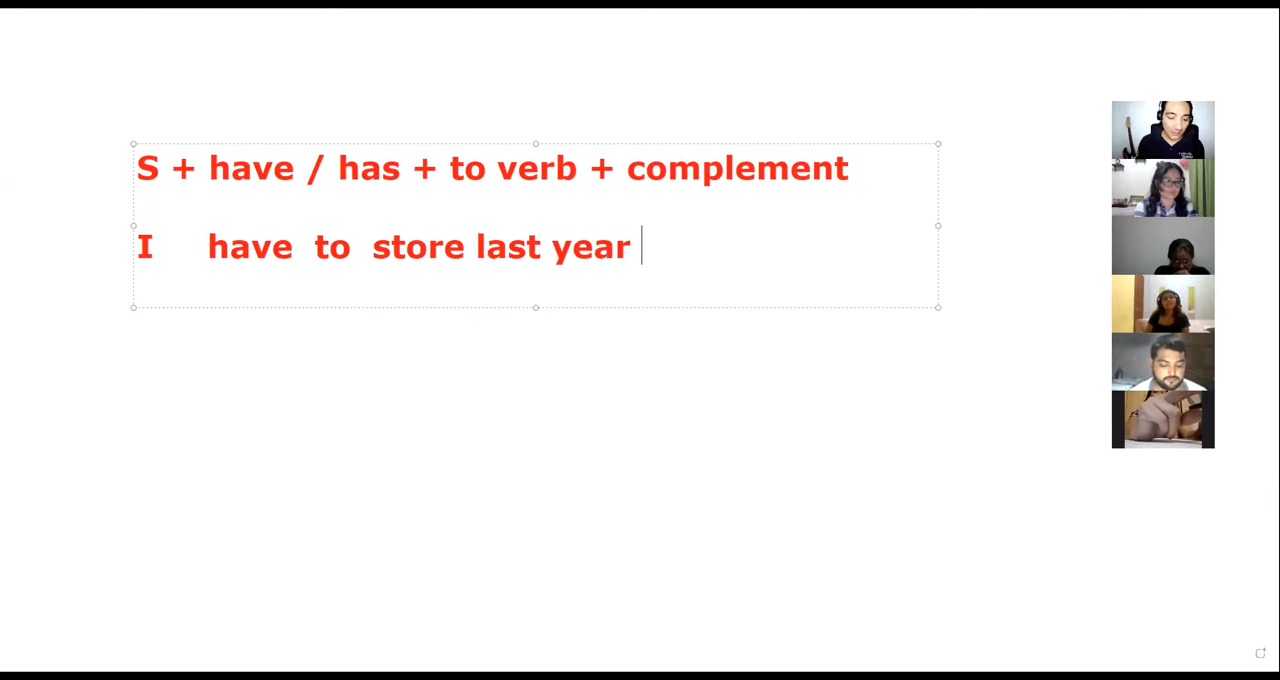 S + have / has + to verb + complement
I have to store last year